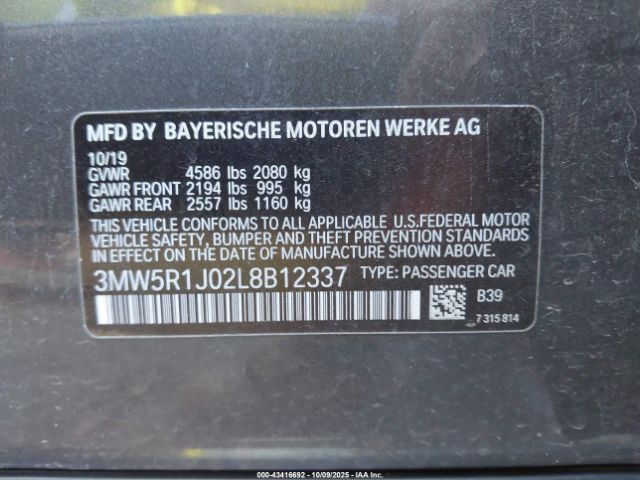 MFD BY BAYERISCHE MOTOREN WERKE AG
10/19
GVWR 4586 lbs 2080 kg
GAWR FRONT 2194 lbs 995 kg
GAWR REAR 2557 lbs 1160 kg
THIS VEHICLE CONFORMS TO ALL APPLICABLE U.S.FEDERAL MOTOR
VEHICLE SAFETY, BUMPER AND THEFT PREVENTION STANDARDS
IN EFFECT ON THE DATE OF MANUFACTURE SHOWN ABOVE.
3MW5R1J02L8B12337 TYPE: PASSENGER CAR
B39
7 315 814
© 2000 - 43416692 - 10/09/2025 - IAA Inc.